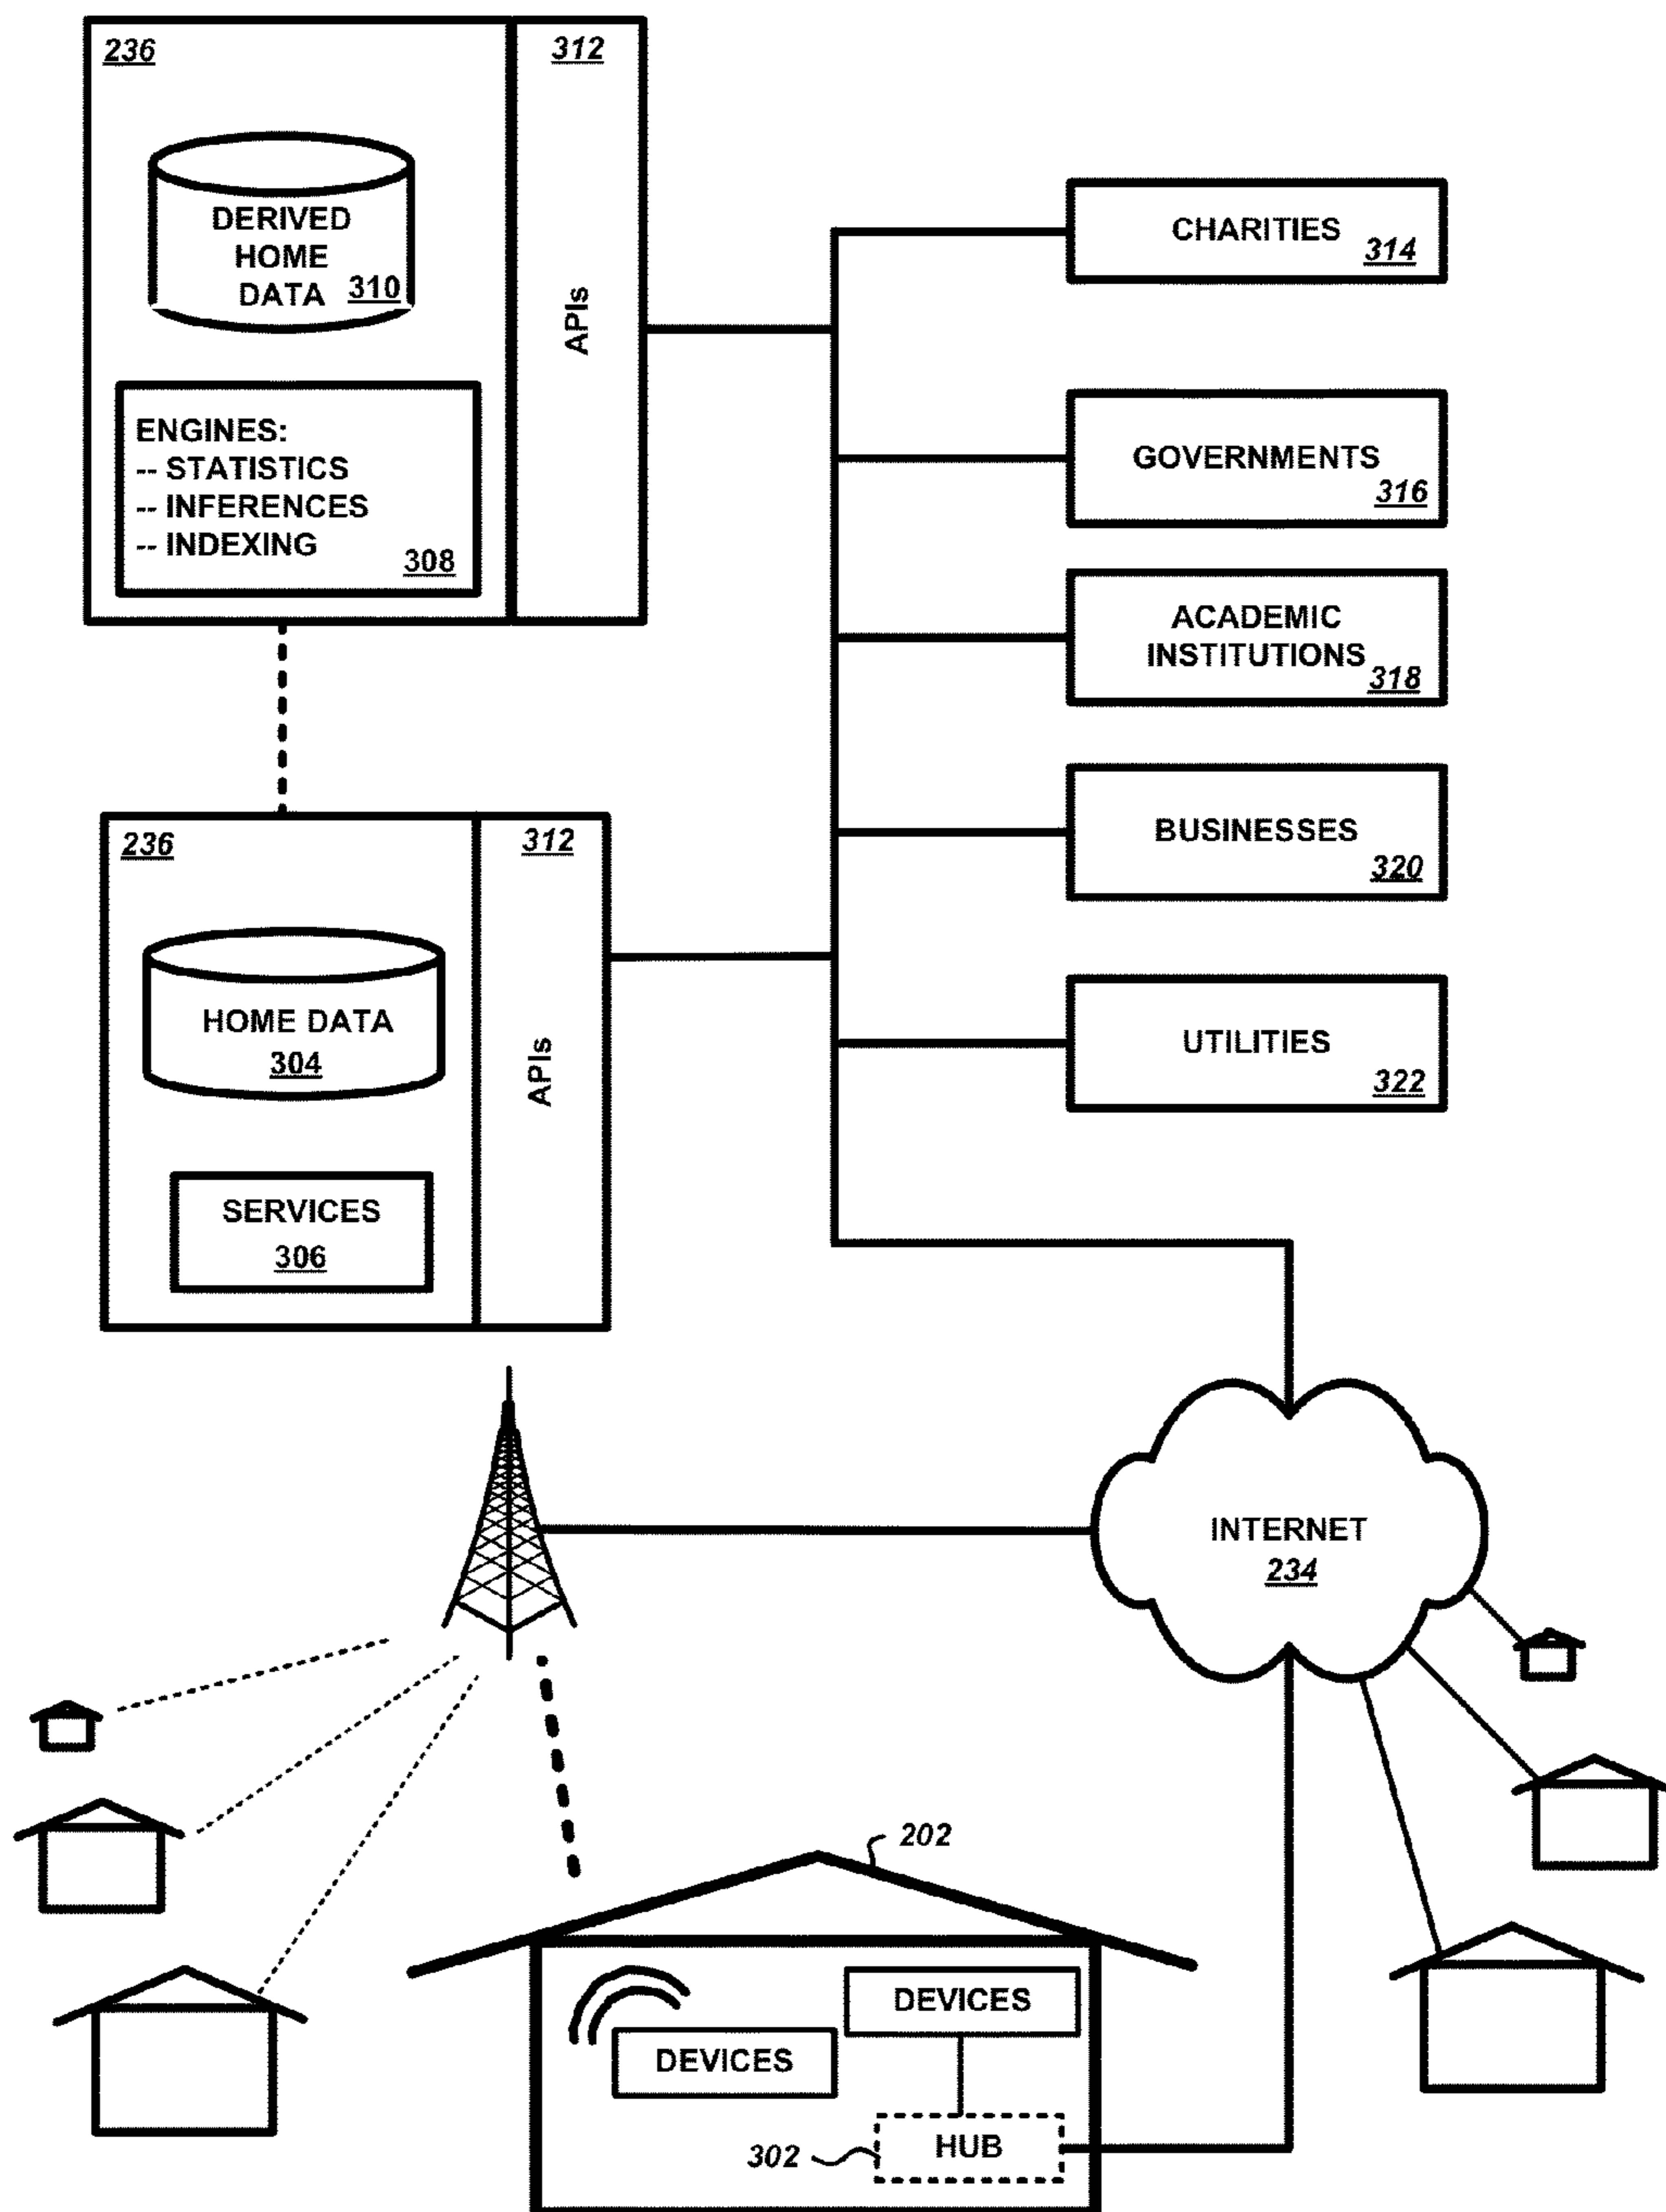 236
312
DERIVED
HOME
DATA
310
APIs
ENGINES:
-- STATISTICS
-- INFERENCES
-- INDEXING
308
CHARITIES
314
GOVERNMENTS
316
ACADEMIC
INSTITUTIONS
318
BUSINESSES
320
UTILITIES
322
236
312
HOME DATA
304
APIs
SERVICES
306
INTERNET
234
202
DEVICES
DEVICES
302
HUB